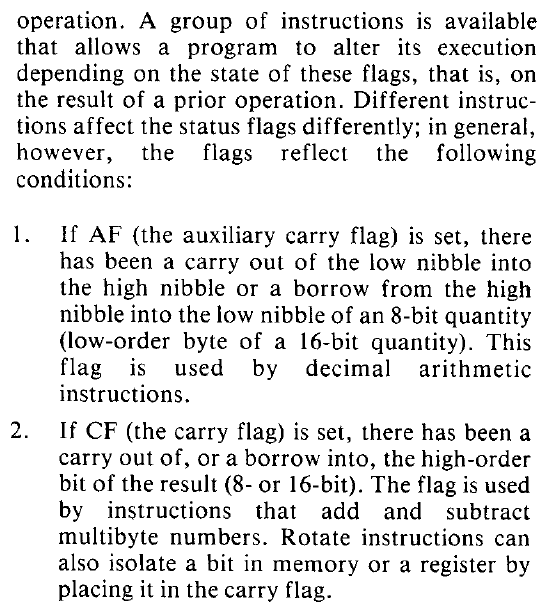 operation. A group of instructions is available
that allows a program to alter its execution
depending on the state of these flags, that is, on
the result of a prior operation. Different instruc-
tions affect the status flags differently; in general,
however, the flags reflect the following
conditions:
1. If AF (the auxiliary carry flag) is set, there
has been a carry out of the low nibble into
the high nibble or a borrow from the high
nibble into the low nibble of an 8-bit quantity
(low-order byte of a 16-bit quantity). This
flag is used by decimal arithmetic
instructions.
2. If CF (the carry flag) is set, there has been a
carry out of, or a borrow into, the high-order
bit of the result (8- or 16-bit). The flag is used
by instructions that add and subtract
multibyte numbers. Rotate instructions can
also isolate a bit in memory or a register by
placing it in the carry flag.